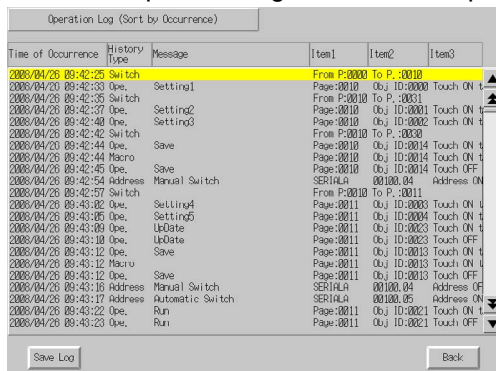 Operation Log (Sort by Occurrence)
Time of Occurrence History Type Message Item1 Item2 Item3
2008/04/26 09:42:25 Switch From P:0000 To P.:0010
2008/04/26 09:42:33 Ope. Setting1 Page:0010 Obj ID:0000 Touch ON t
2008/04/26 09:42:35 Switch From P:0010 To P.:0031
2008/04/26 09:42:37 Ope. Setting2 Page:0010 Obj ID:0001 Touch ON t
2008/04/26 09:42:40 Ope. Setting3 Page:0010 Obj ID:0002 Touch ON t
2008/04/26 09:42:42 Switch From P:0010 To P.:0030
2008/04/26 09:42:44 Ope. Save Page:0010 Obj ID:0014 Touch ON t
2008/04/26 09:42:44 Macro Page:0010 Obj ID:0014 Touch ON t
2008/04/26 09:42:45 Ope. Save Page:0010 Obj ID:0014 Touch OFF
2008/04/26 09:42:54 Address Manual Switch SERIALA 00100.04 Address ON
2008/04/26 09:42:57 Switch From P:0010 To P.:0011
2008/04/26 09:43:02 Ope. Setting4 Page:0011 Obj ID:0003 Touch ON t
2008/04/26 09:43:05 Ope. Setting5 Page:0011 Obj ID:0004 Touch ON t
2008/04/26 09:43:09 Ope. UpDate Page:0011 Obj ID:0023 Touch ON t
2008/04/26 09:43:10 Ope. UpDate Page:0011 Obj ID:0023 Touch OFF
2008/04/26 09:43:12 Ope. Save Page:0011 Obj ID:0013 Touch ON t
2008/04/26 09:43:12 Macro Page:0011 Obj ID:0013 Touch ON t
2008/04/26 09:43:12 Ope. Save Page:0011 Obj ID:0013 Touch OFF
2008/04/26 09:43:16 Address Manual Switch SERIALA 00100.04 Address OF
2008/04/26 09:43:17 Address Automatic Switch SERIALA 00100.05 Address ON
2008/04/26 09:43:22 Ope. Run Page:0011 Obj ID:0021 Touch ON t
2008/04/26 09:43:23 Ope. Run Page:0011 Obj ID:0021 Touch OFF
Save Log Back